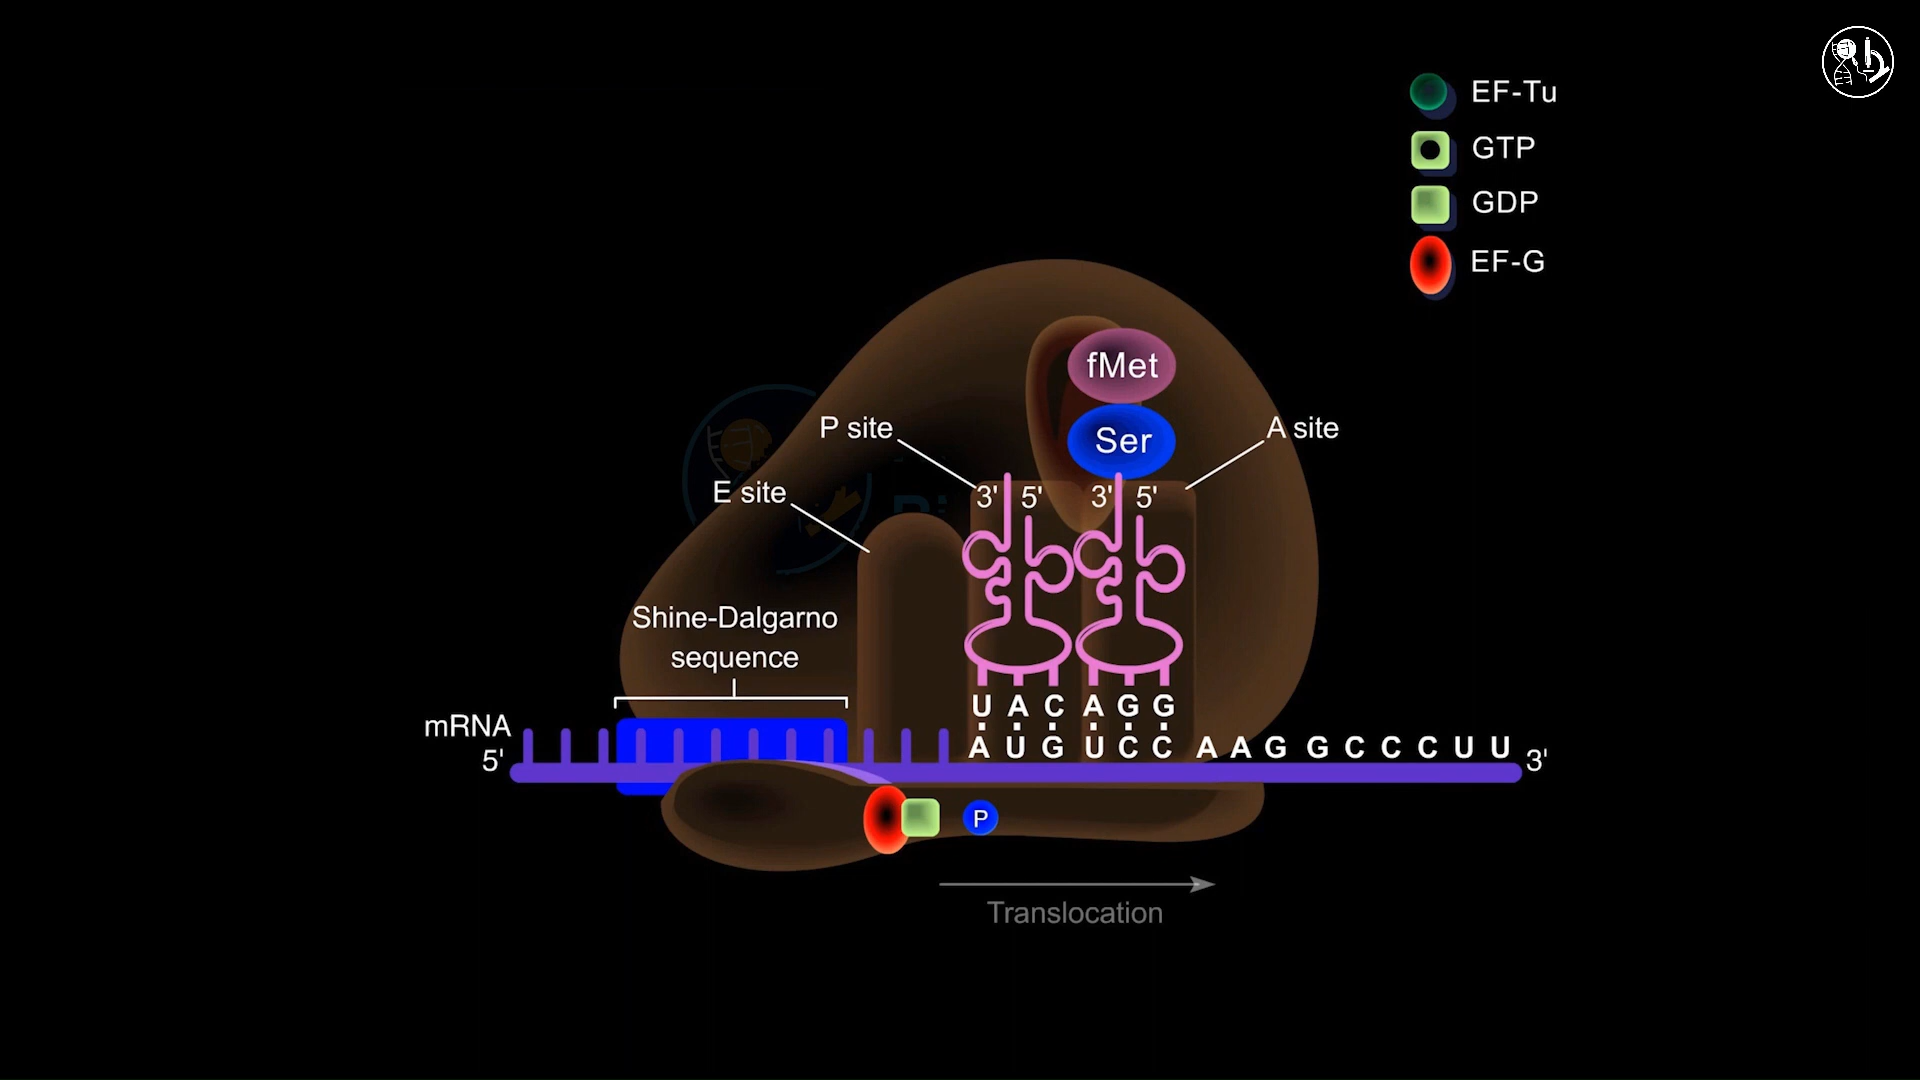 EF-Tu
GTP
GDP
EF-G
fMet
Ser
P site
A site
E site
3' 5' 3' 5'
Shine-Dalgarno
sequence
U A C A G G
mRNA
A U G U C C A A G G C C C U U
5'
3'
P
Translocation